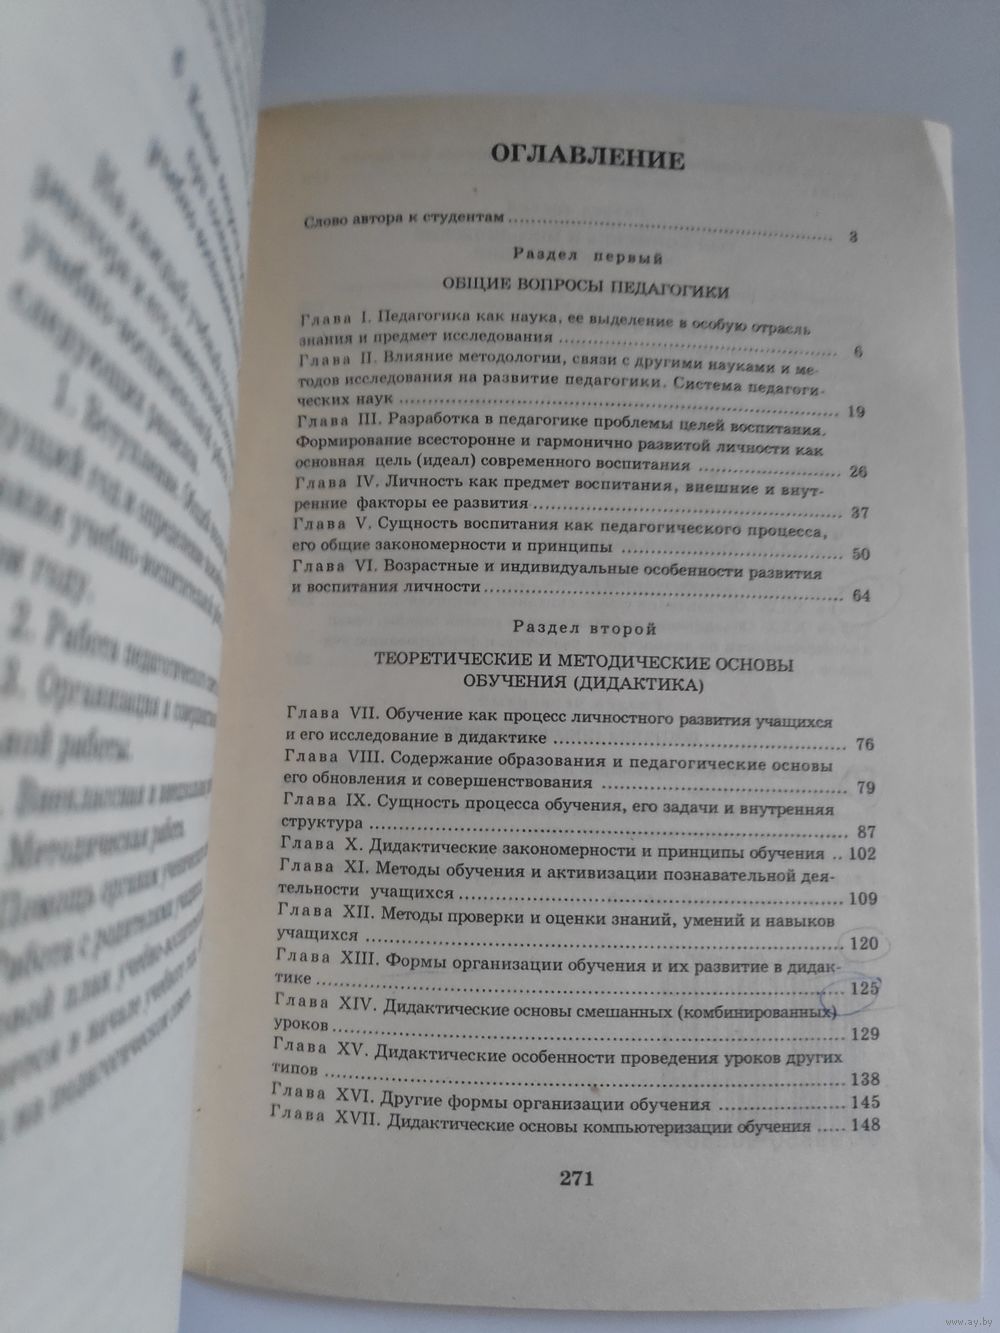 ОГЛАВЛЕНИЕ
Слово автора к студентам ........ 3
Раздел первый
ОБЩИЕ ВОПРОСЫ ПЕДАГОГИКИ
Глава I. Педагогика как наука, ее выделение в особую отрасль
знания и предмет исследования ........ 6
Глава II. Влияние методологии, связи с другими науками и ме-
тодов исследования на развитие педагогики. Система педагоги-
ческих наук ........ 19
Глава III. Разработка в педагогике проблемы целей воспитания.
Формирование всесторонне и гармонично развитой личности как
основная цель (идеал) современного воспитания ........ 26
Глава IV. Личность как предмет воспитания, внешние и внут-
ренние факторы ее развития ........ 37
Глава V. Сущность воспитания как педагогического процесса,
его общие закономерности и принципы ........ 50
Глава VI. Возрастные и индивидуальные особенности развития
и воспитания личности ........ 64
Раздел второй
ТЕОРЕТИЧЕСКИЕ И МЕТОДИЧЕСКИЕ ОСНОВЫ
ОБУЧЕНИЯ (ДИДАКТИКА)
Глава VII. Обучение как процесс личностного развития учащихся
и его исследование в дидактике ........ 76
Глава VIII. Содержание образования и педагогические основы
его обновления и совершенствования ........ 79
Глава IX. Сущность процесса обучения, его задачи и внутренняя
структура ........ 87
Глава X. Дидактические закономерности и принципы обучения .. 102
Глава XI. Методы обучения и активизации познавательной дея-
тельности учащихся ........ 109
Глава XII. Методы проверки и оценки знаний, умений и навыков
учащихся ........ 120
Глава XIII. Формы организации обучения и их развитие в дидак-
тике ........ 125
Глава XIV. Дидактические основы смешанных (комбинированных)
уроков ........ 129
Глава XV. Дидактические особенности проведения уроков других
типов ........ 138
Глава XVI. Другие формы организации обучения ........ 145
Глава XVII. Дидактические основы компьютеризации обучения ..... 148
271
www.ay.by